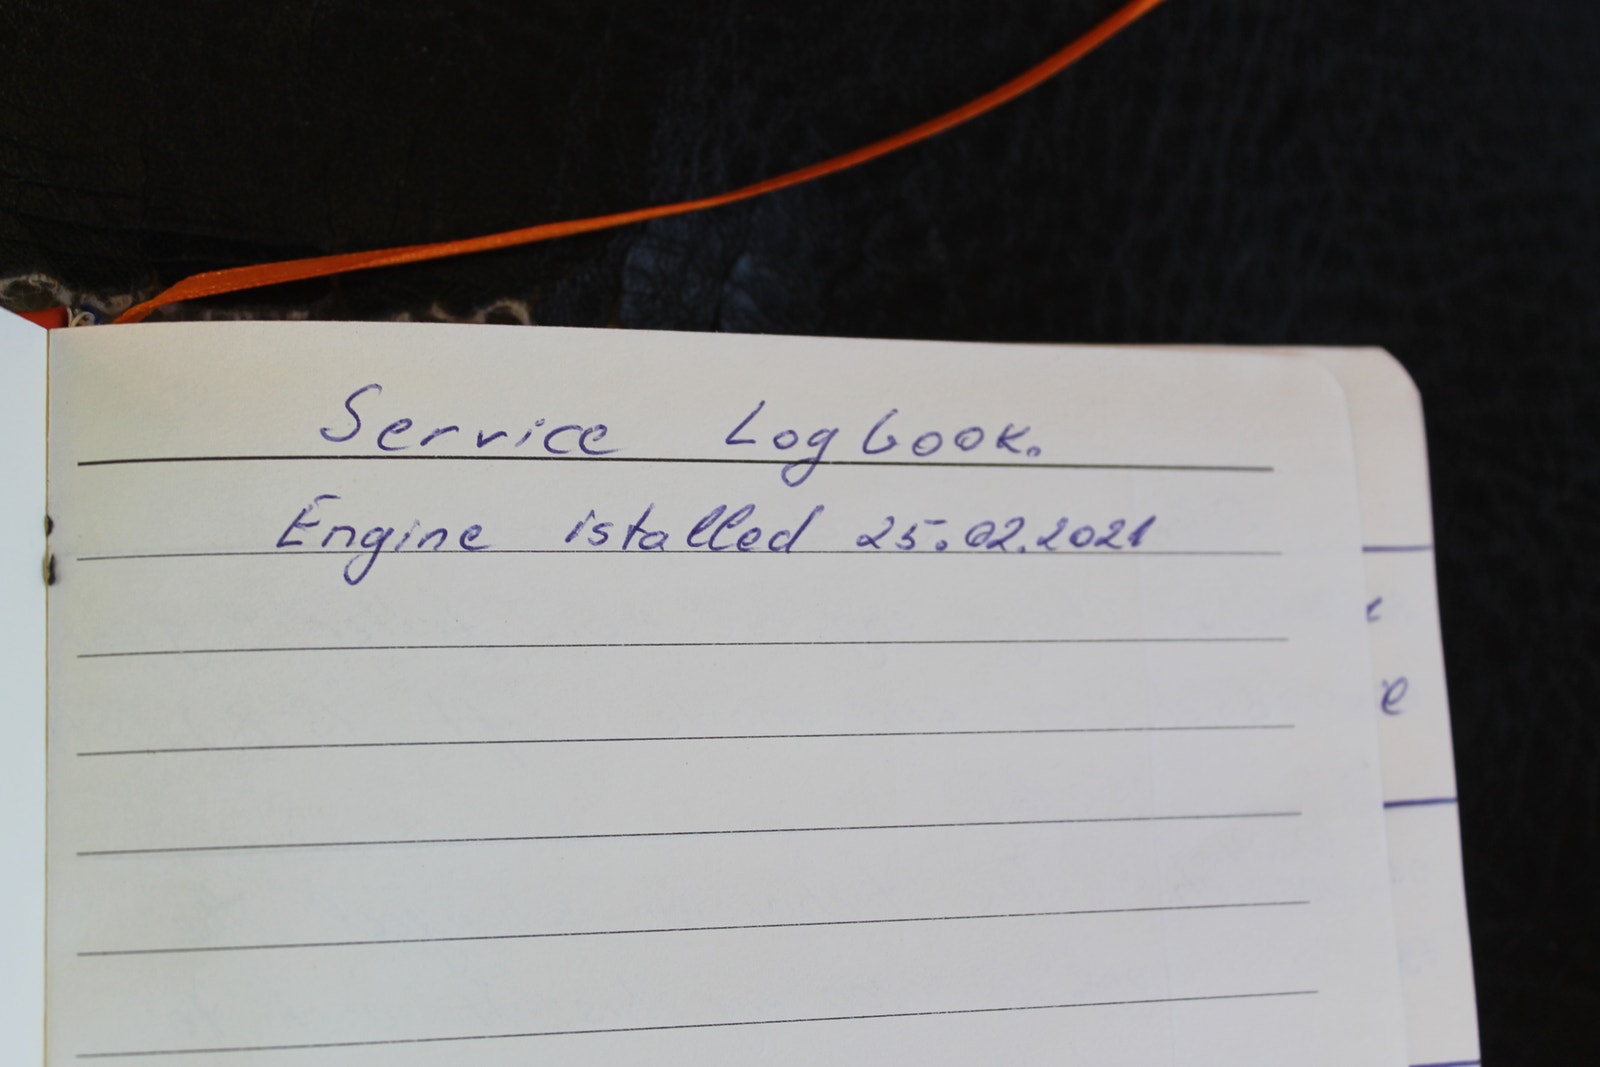 Service Logbook.
Engine istalled 25.02.2021
e